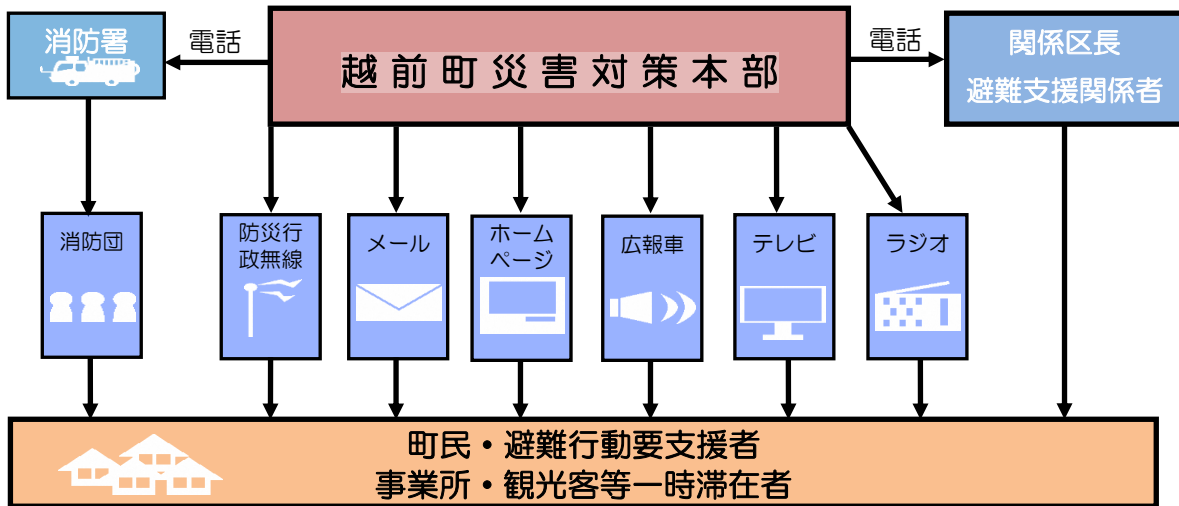 消防署
電話
越前町災害対策本部
電話
関係区長
避難支援関係者
消防団
防災行
政無線
メール
ホーム
ページ
広報車
テレビ
ラジオ
町民・避難行動要支援者
事業所・観光客等一時滞在者